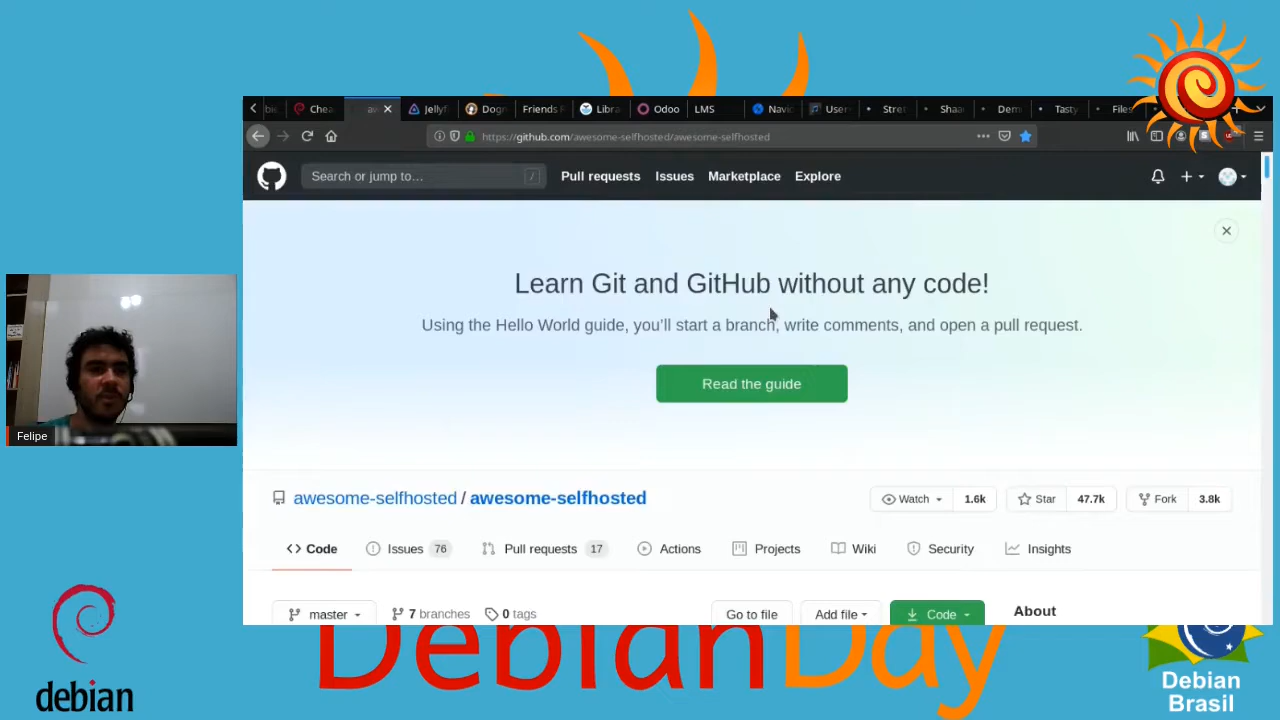 Chea
aw
Jellyf
Dogn
Friends F
Libra
Odoo
LMS
Navid
User
Stret
Shaa
Dem
Tasty
Files
https://github.com/awesome-selfhosted/awesome-selfhosted
Search or jump to… /
Pull requests
Issues
Marketplace
Explore
Learn Git and GitHub without any code!
Using the Hello World guide, you’ll start a branch, write comments, and open a pull request.
Read the guide
awesome-selfhosted / awesome-selfhosted
Watch 1.6k
Star 47.7k
Fork 3.8k
Code
Issues 76
Pull requests 17
Actions
Projects
Wiki
Security
Insights
master
7 branches
0 tags
Go to file
Add file
Code
About
Felipe
DebianDay
debian
Debian
Brasil